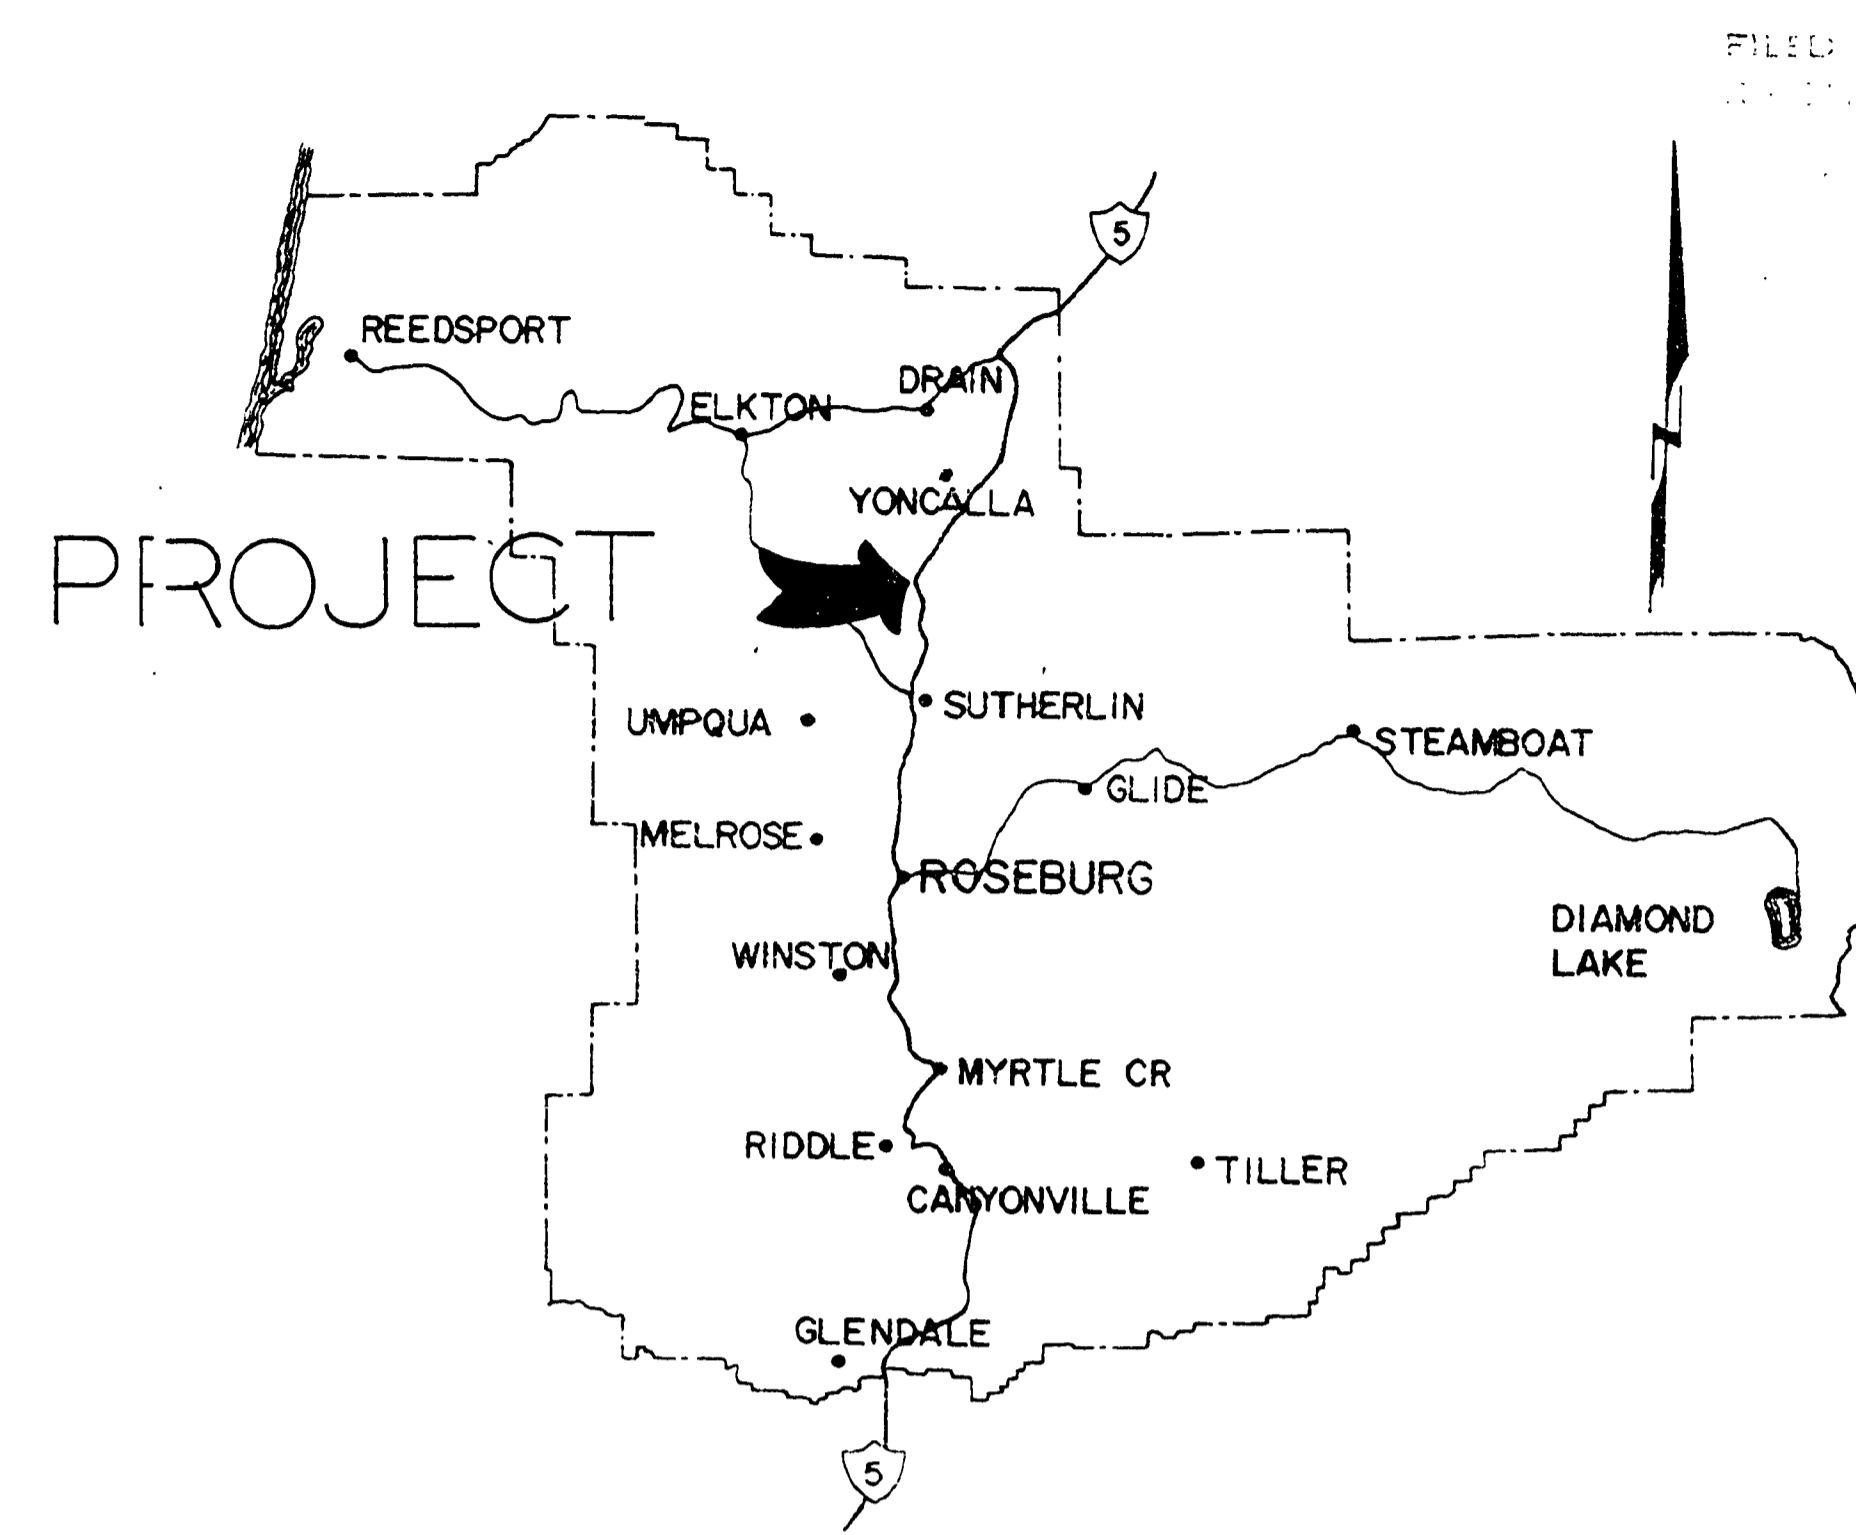 FILED
5
REEDSPORT
DRAIN
ELKTON
YONCALLA
PROJECT
SUTHERLIN
UMPQUA
STEAMBOAT
GLIDE
MELROSE
ROSEBURG
DIAMOND
LAKE
WINSTON
MYRTLE CR
RIDDLE
TILLER
CANYONVILLE
GLENDALE
5